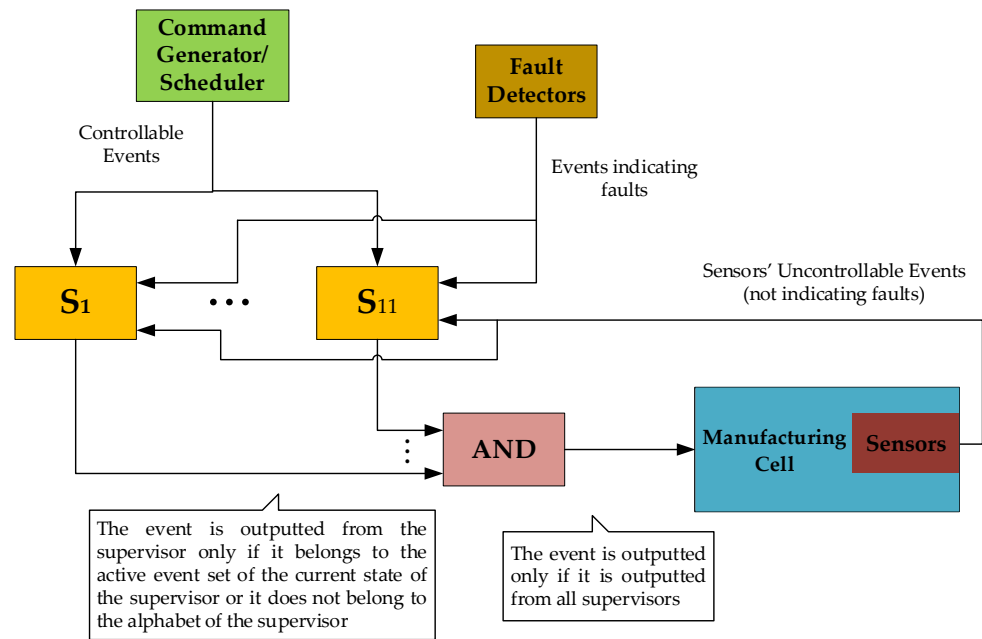 Command
Generator/
Scheduler
Fault
Detectors
Controllable
Events
Events indicating
faults
Sensors' Uncontrollable Events
(not indicating faults)
S1
...
S11
AND
⋮
Manufacturing
Cell
Sensors
The event is outputted from the
supervisor only if it belongs to the
active event set of the current state of
the supervisor or it does not belong to
the alphabet of the supervisor
The event is outputted
only if it is outputted
from all supervisors